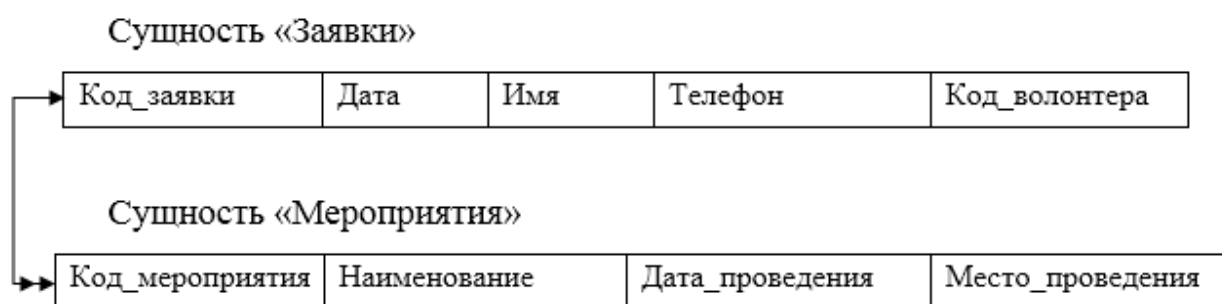 Сущность «Заявки»
Код_заявки Дата Имя Телефон Код_волонтера
Сущность «Мероприятия»
Код_мероприятия Наименование Дата_проведения Место_проведения